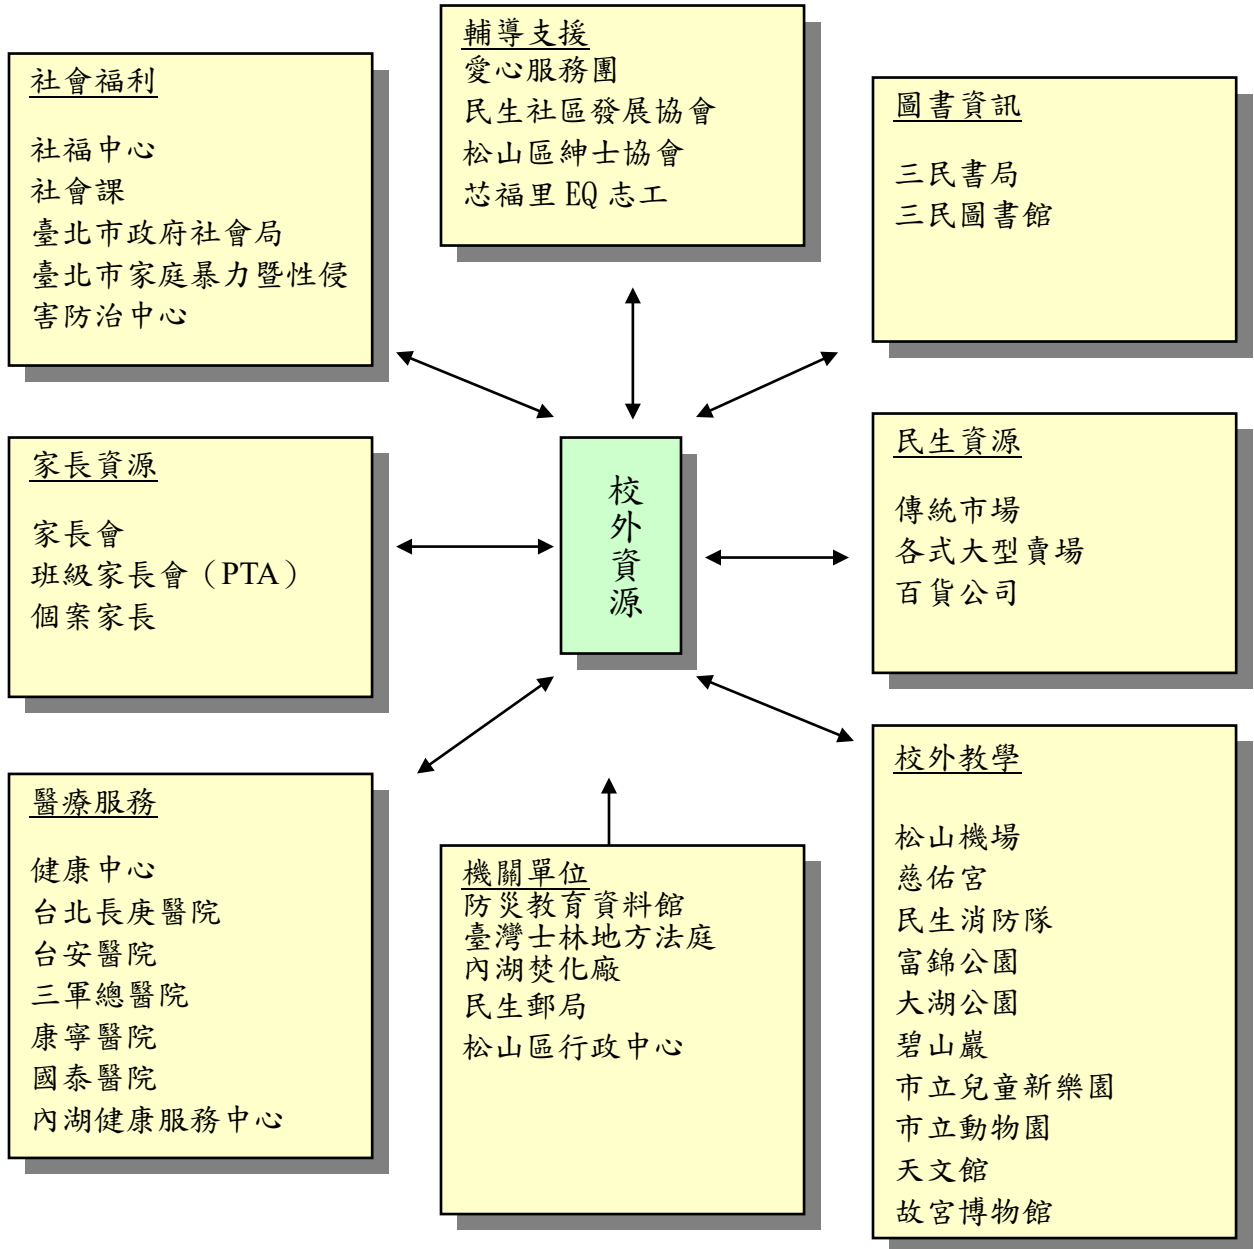 輔導支援
愛心服務團
民生社區發展協會
松山區紳士協會
芯福里 EQ 志工
社會福利
社福中心
社會課
臺北市政府社會局
臺北市家庭暴力暨性侵
害防治中心
圖書資訊
三民書局
三民圖書館
家長資源
家長會
班級家長會（PTA）
個案家長
校外資源
民生資源
傳統市場
各式大型賣場
百貨公司
醫療服務
健康中心
台北長庚醫院
台安醫院
三軍總醫院
康寧醫院
國泰醫院
內湖健康服務中心
機關單位
防災教育資料館
臺灣士林地方法庭
內湖焚化廠
民生郵局
松山區行政中心
校外教學
松山機場
慈佑宮
民生消防隊
富錦公園
大湖公園
碧山巖
市立兒童新樂園
市立動物園
天文館
故宮博物館